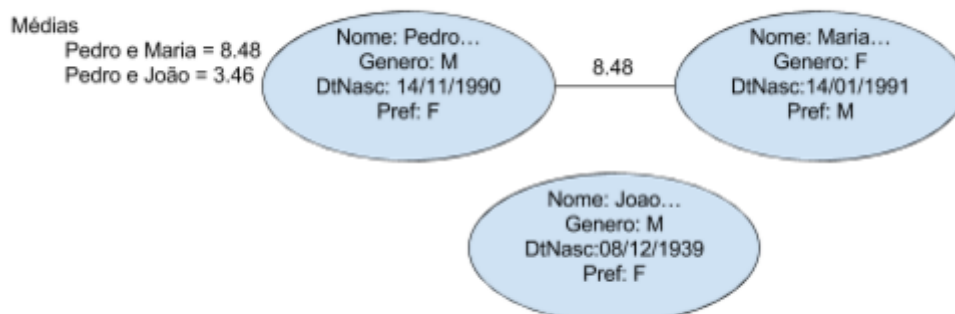 Médias
Pedro e Maria = 8.48
Pedro e João = 3.46
Nome: Pedro...
Genero: M
DtNasc: 14/11/1990
Pref: F
8.48
Nome: Maria...
Genero: F
DtNasc:14/01/1991
Pref: M
Nome: Joao...
Genero: M
DtNasc:08/12/1939
Pref: F